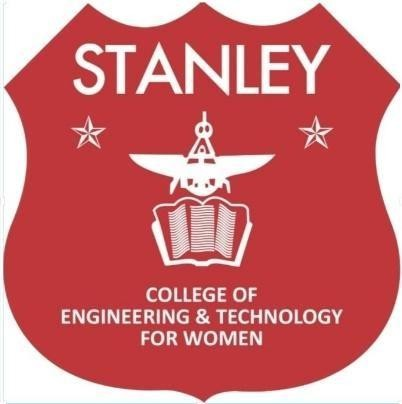 STANLEY
COLLEGE OF
ENGINEERING & TECHNOLOGY
FOR WOMEN